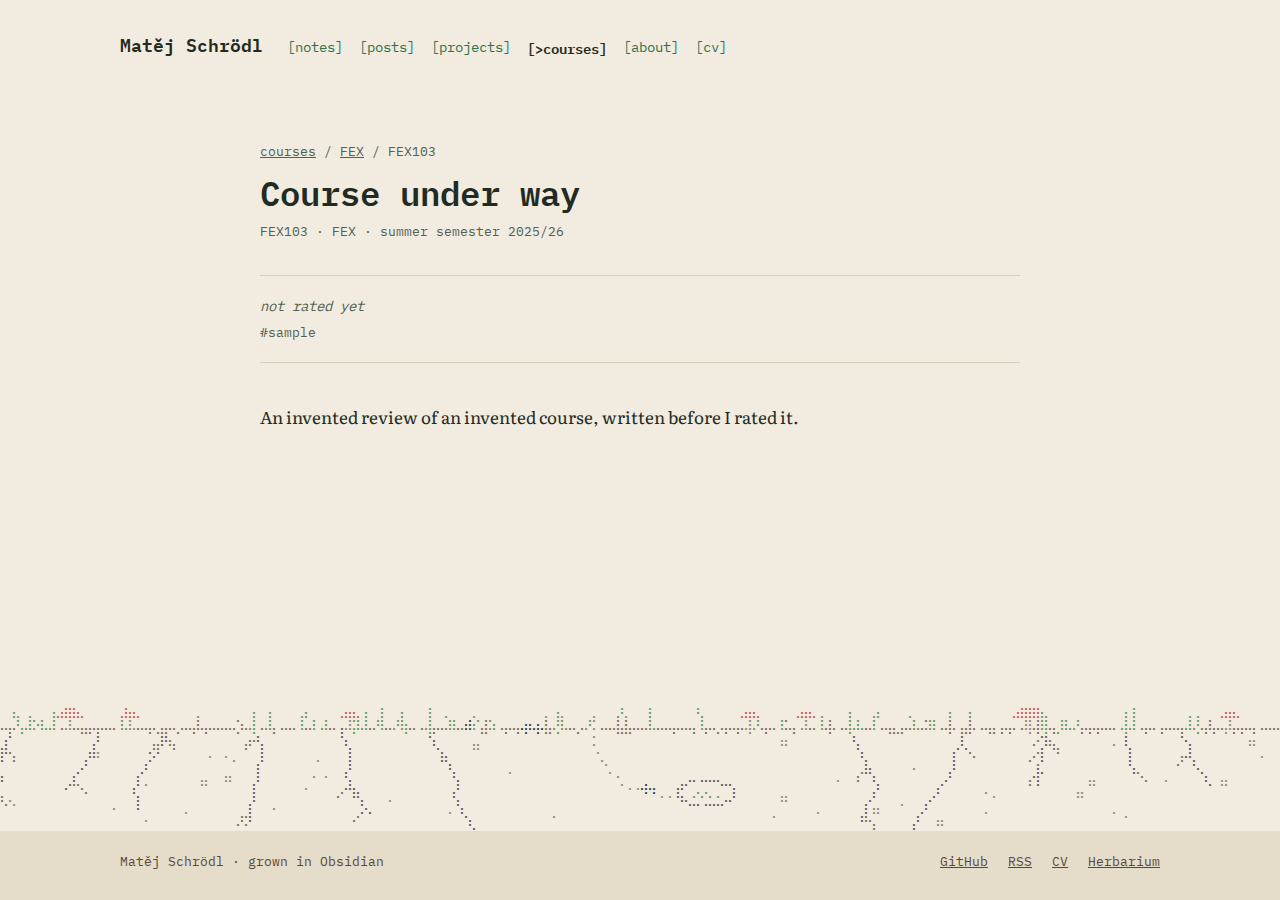 Matěj Schrödl [notes] [posts] [projects] [>courses] [about] [cv]
courses / FEX / FEX103
Course under way
FEX103 · FEX · summer semester 2025/26
not rated yet
#sample
An invented review of an invented course, written before I rated it.
Matěj Schrödl · grown in Obsidian GitHub RSS CV Herbarium